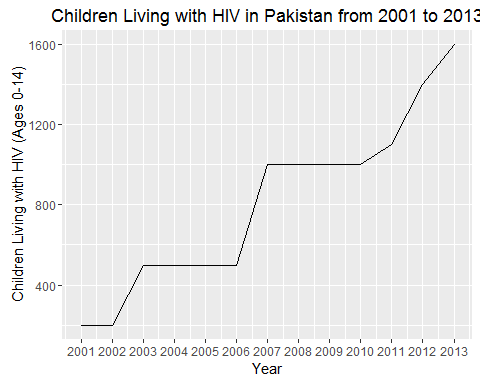 Children Living with HIV in Pakistan from 2001 to 2013
Children Living with HIV (Ages 0-14)
1600
1200
800
400
2001 2002 2003 2004 2005 2006 2007 2008 2009 2010 2011 2012 2013
Year